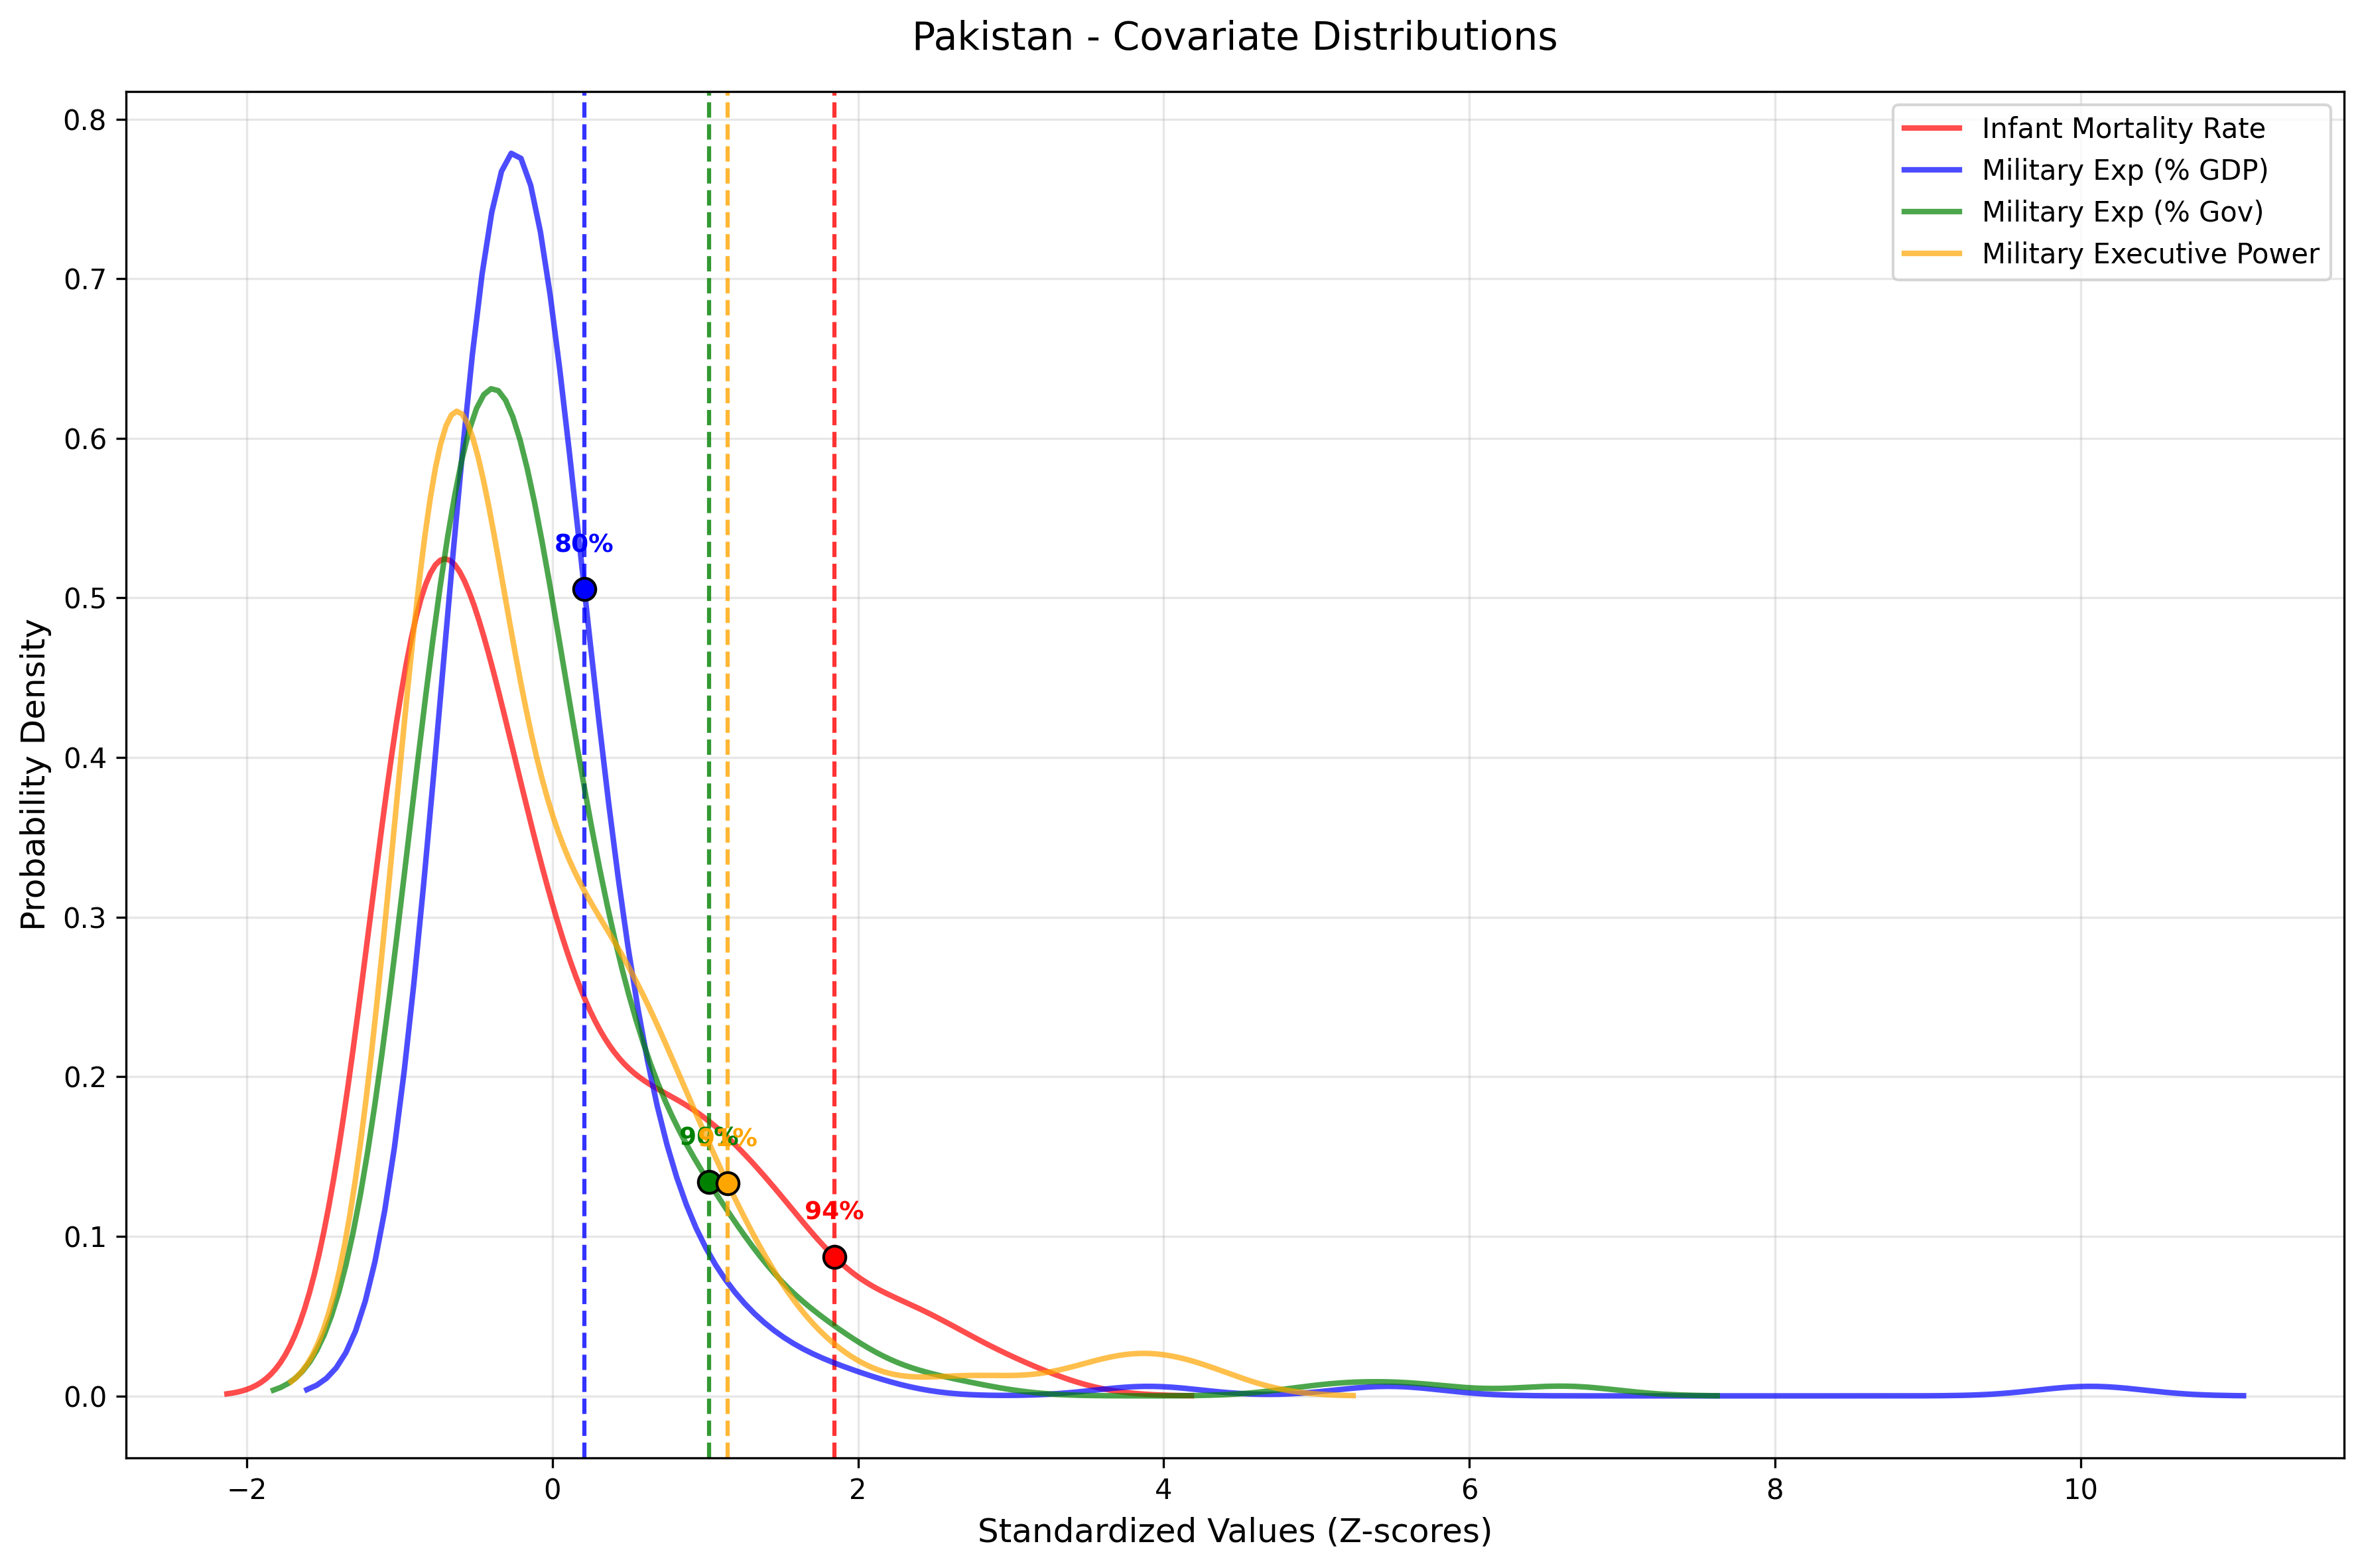 Pakistan - Covariate Distributions
Infant Mortality Rate
Military Exp (% GDP)
Military Exp (% Gov)
Military Executive Power
Probability Density
0.8
0.7
0.6
0.5
0.4
0.3
0.2
0.1
0.0
80%
90%
91%
94%
−2
0
2
4
6
8
10
Standardized Values (Z-scores)